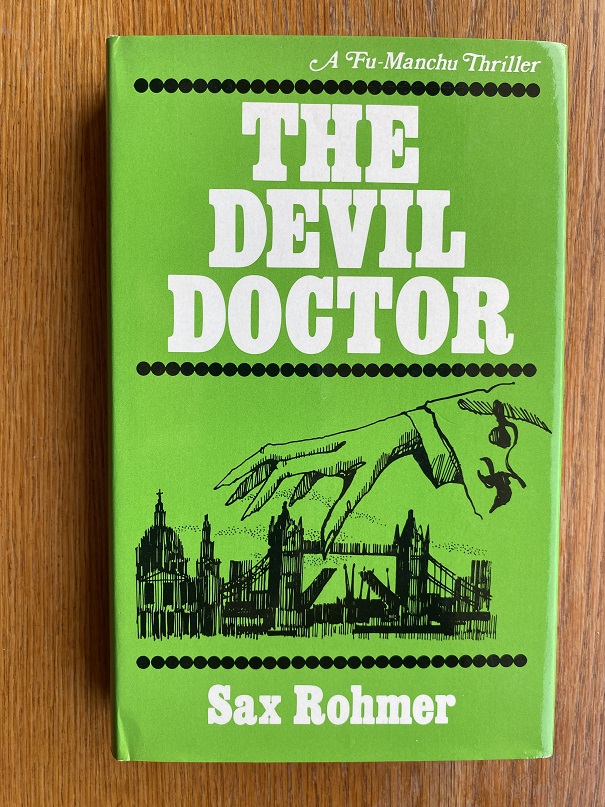 A Fu-Manchu Thriller
THE
DEVIL
DOCTOR
Sax Rohmer